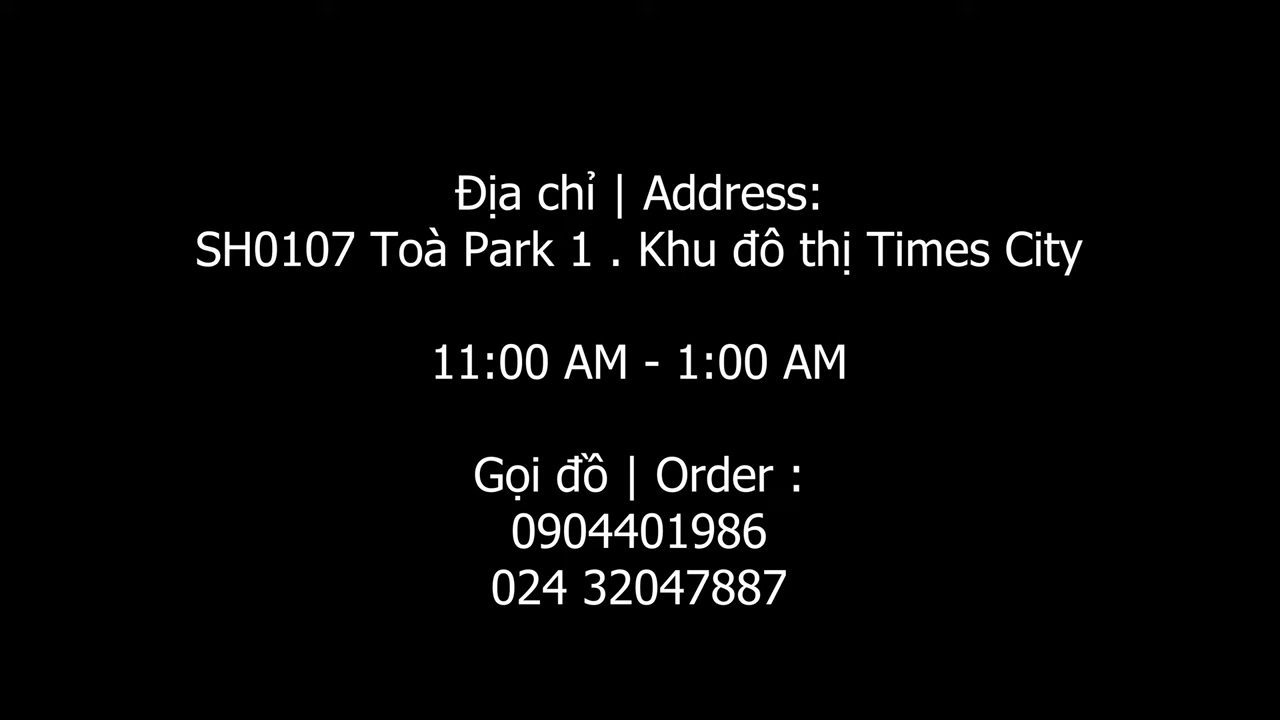 Địa chỉ | Address:
SH0107 Toà Park 1 . Khu đô thị Times City
11:00 AM - 1:00 AM
Gọi đồ | Order :
0904401986
024 32047887